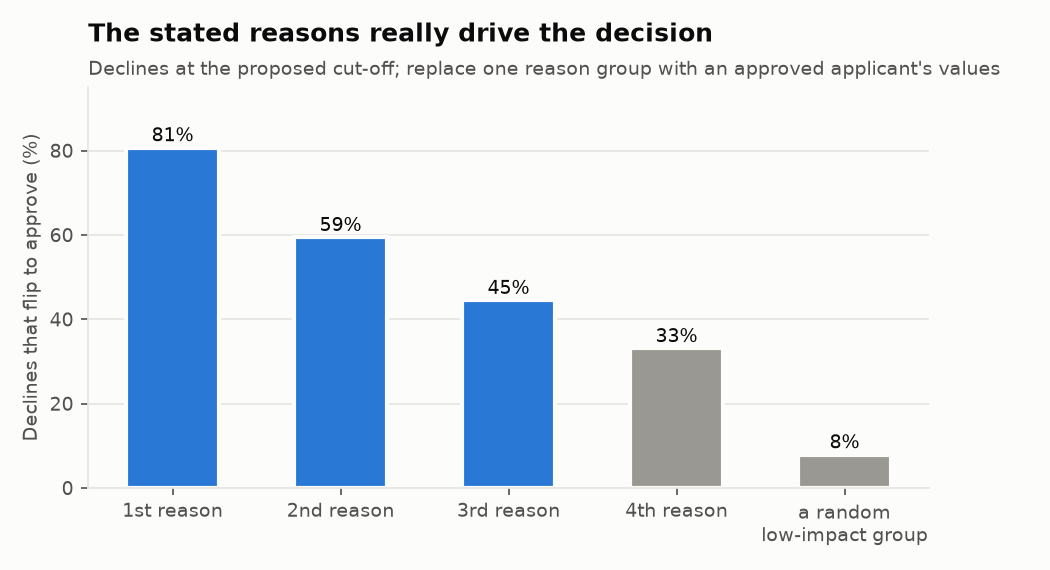 The stated reasons really drive the decision
Declines at the proposed cut-off; replace one reason group with an approved applicant's values
Declines that flip to approve (%)
80
60
40
20
0
81%
59%
45%
33%
8%
1st reason
2nd reason
3rd reason
4th reason
a random
low-impact group